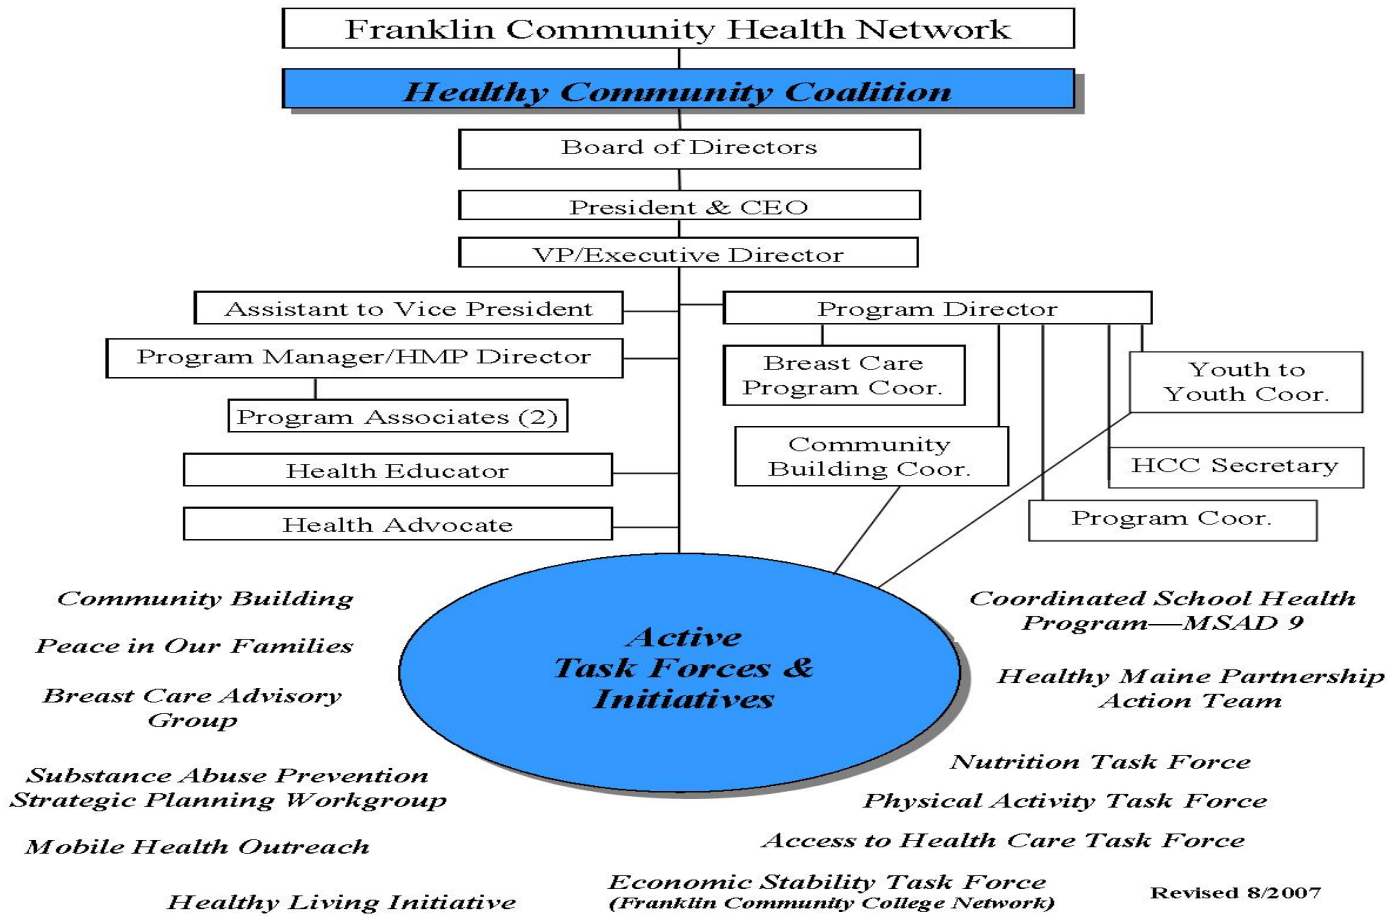 Franklin Community Health Network
Healthy Community Coalition
Board of Directors
President & CEO
VP/Executive Director
Assistant to Vice President
Program Director
Program Manager/HMP Director
Program Associates (2)
Health Educator
Health Advocate
Breast Care
Program Coor.
Youth to
Youth Coor.
Community
Building Coor.
HCC Secretary
Program Coor.
Active
Task Forces &
Initiatives
Community Building
Peace in Our Families
Breast Care Advisory
Group
Substance Abuse Prevention
Strategic Planning Workgroup
Mobile Health Outreach
Healthy Living Initiative
Coordinated School Health
Program—MSAD 9
Healthy Maine Partnership
Action Team
Nutrition Task Force
Physical Activity Task Force
Access to Health Care Task Force
Economic Stability Task Force
(Franklin Community College Network)
Revised 8/2007